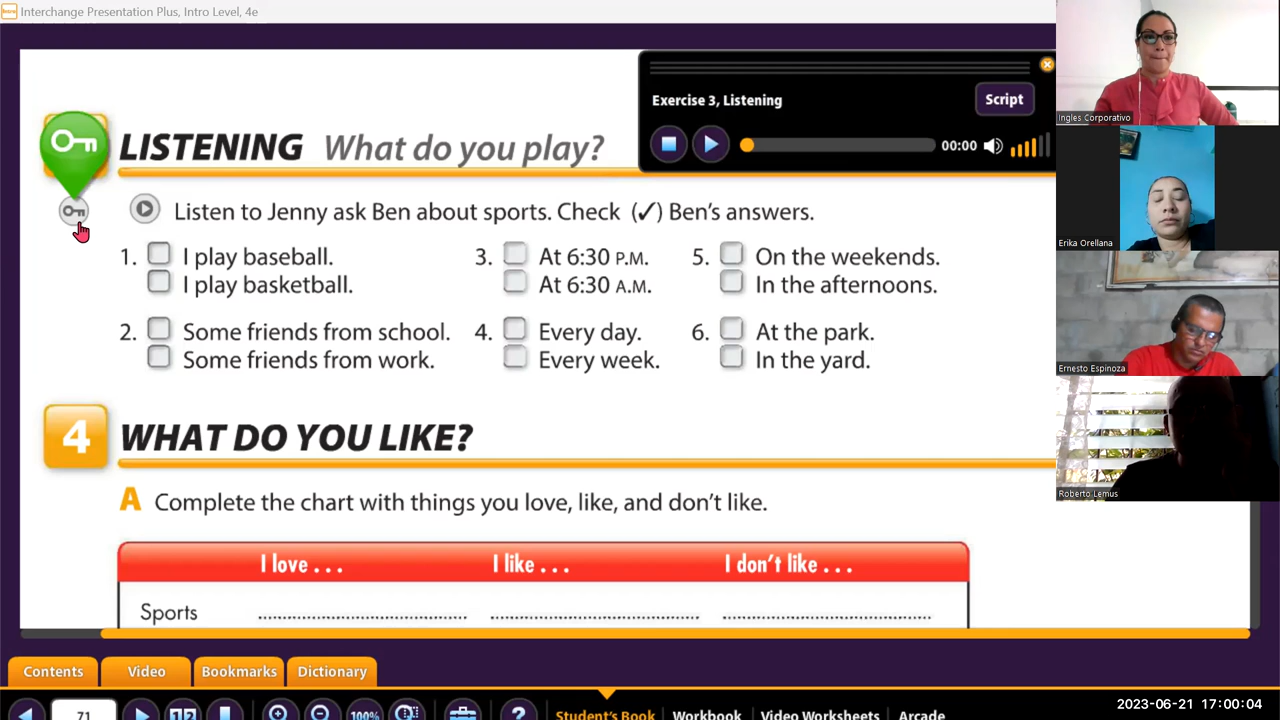 Intro Interchange Presentation Plus, Intro Level, 4e
Exercise 3, Listening
Script
00:00
LISTENING What do you play?
Listen to Jenny ask Ben about sports. Check (✓) Ben's answers.
1. I play baseball.
I play basketball.
2. Some friends from school.
Some friends from work.
3. At 6:30 P.M.
At 6:30 A.M.
4. Every day.
Every week.
5. On the weekends.
In the afternoons.
6. At the park.
In the yard.
4 WHAT DO YOU LIKE?
A Complete the chart with things you love, like, and don't like.
I love . . . I like . . . I don't like . . .
Sports
Ingles Corporativo
Erika Orellana
Ernesto Espinoza
Roberto Lemus
Contents Video Bookmarks Dictionary
71 1 2 100% ? Student's Book Workbook Video Worksheets Arcade
2023-06-21 17:00:04